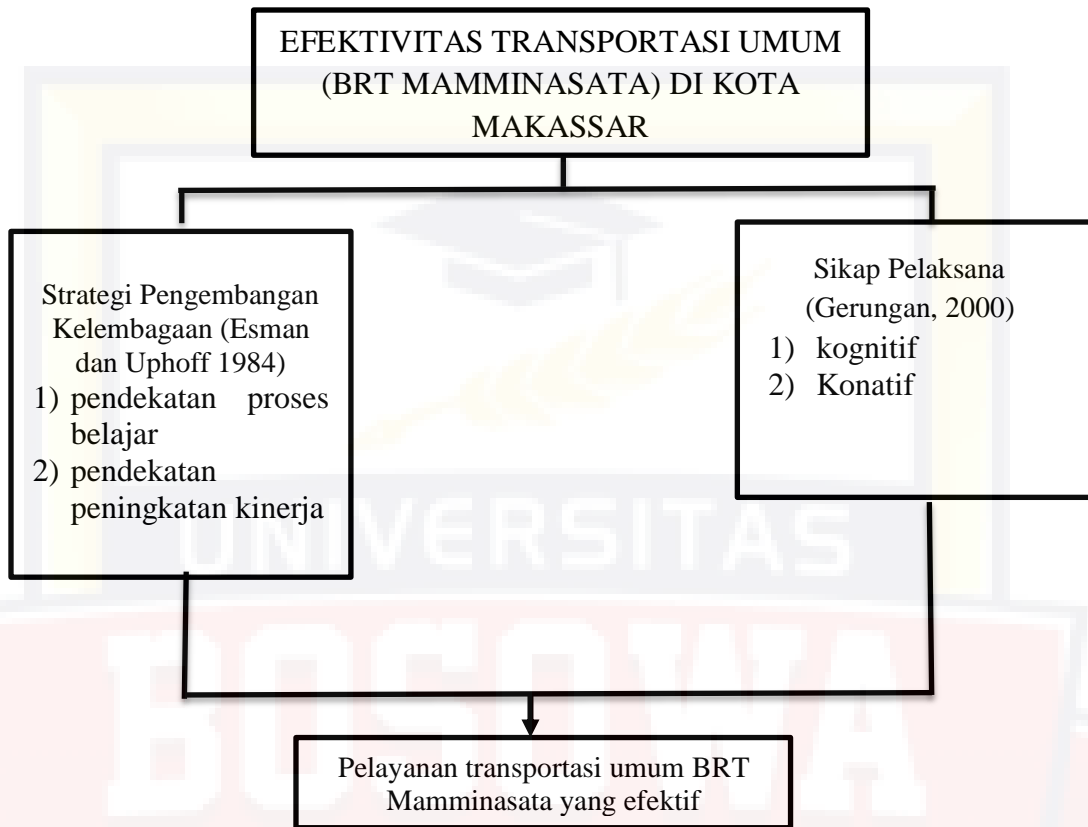 EFEKTIVITAS TRANSPORTASI UMUM
(BRT MAMMINASATA) DI KOTA
MAKASSAR
Strategi Pengembangan
Kelembagaan (Esman
dan Uphoff 1984)
1) pendekatan proses
belajar
2) pendekatan
peningkatan kinerja
Sikap Pelaksana
(Gerungan, 2000)
1) kognitif
2) Konatif
UNIVERSITAS
BOSOWA
Pelayanan transportasi umum BRT
Mamminasata yang efektif